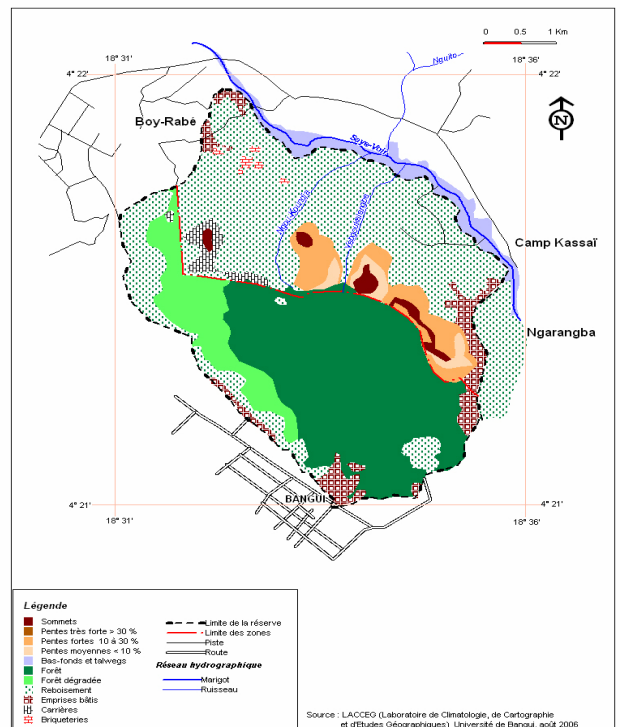 0 0.5 1 Km
18° 31' 18° 36'
4° 22' 4° 22'
Nguito
N
Boy-Rabé
Camp Kassaï
Ngarangba
BANGUI
4° 21' 4° 21'
18° 31' 18° 36'
Légende
Sommets
Pentes très forte > 30 %
Pentes fortes 10 à 30 %
Pentes moyennes < 10 %
Bas-fonds et talwegs
Forêt
Forêt dégradée
Reboisement
Emprises bâtis
Carrières
Briqueteries
Limite de la réserve
Limite des zones
Piste
Route
Réseau hydrographique
Marigot
Ruisseau
Source : LACCEG (Laboratoire de Climatologie, de Cartographie
et d'Etudes Géographiques) Université de Bangui, août 2006